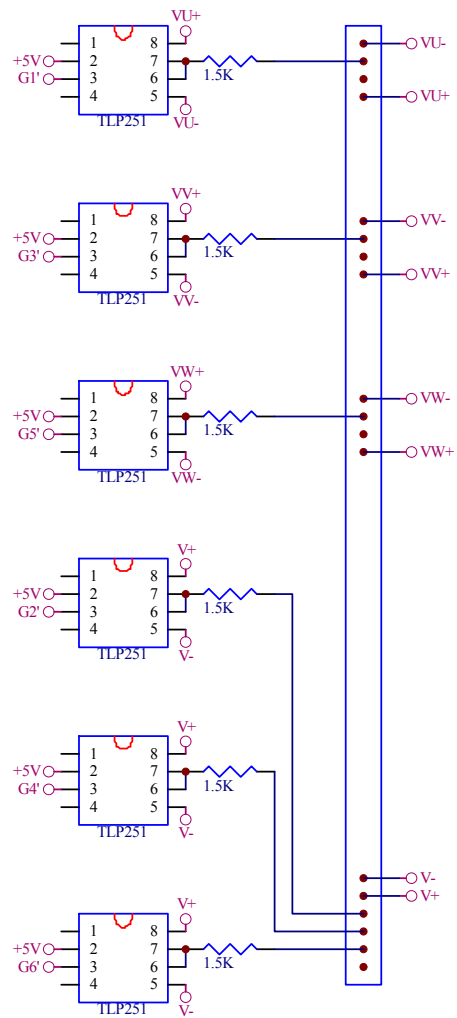 VU+
1 8
+5V 2 7
G1' 3 6
4 5
1.5K
TLP251
VU-
VU-
VU+
VV+
1 8
+5V 2 7
G3' 3 6
4 5
1.5K
TLP251
VV-
VV-
VV+
VW+
1 8
+5V 2 7
G5' 3 6
4 5
1.5K
TLP251
VW-
VW-
VW+
V+
1 8
+5V 2 7
G2' 3 6
4 5
1.5K
TLP251
V-
V+
1 8
+5V 2 7
G4' 3 6
4 5
1.5K
TLP251
V-
V-
V+
V+
1 8
+5V 2 7
G6' 3 6
4 5
1.5K
TLP251
V-